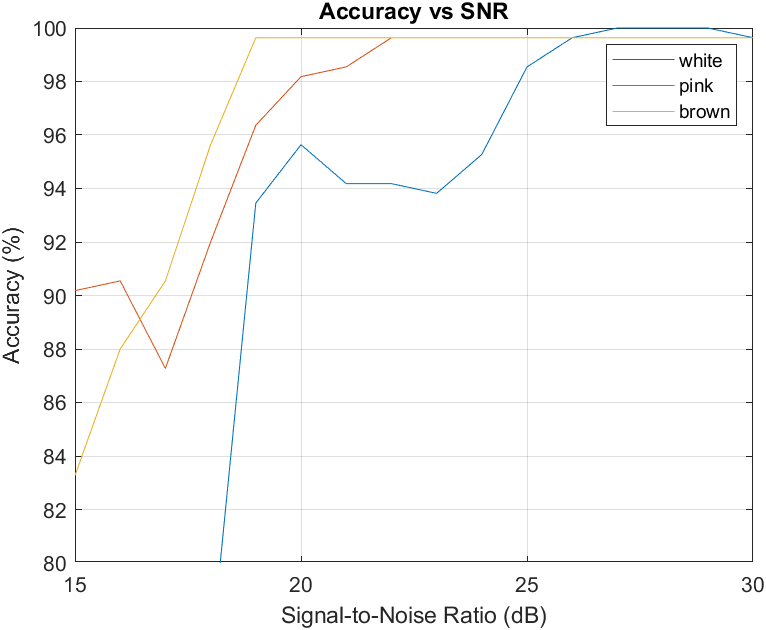 Accuracy vs SNR
100
98
96
94
92
90
88
86
84
82
80
Accuracy (%)
white
pink
brown
15
20
25
30
Signal-to-Noise Ratio (dB)